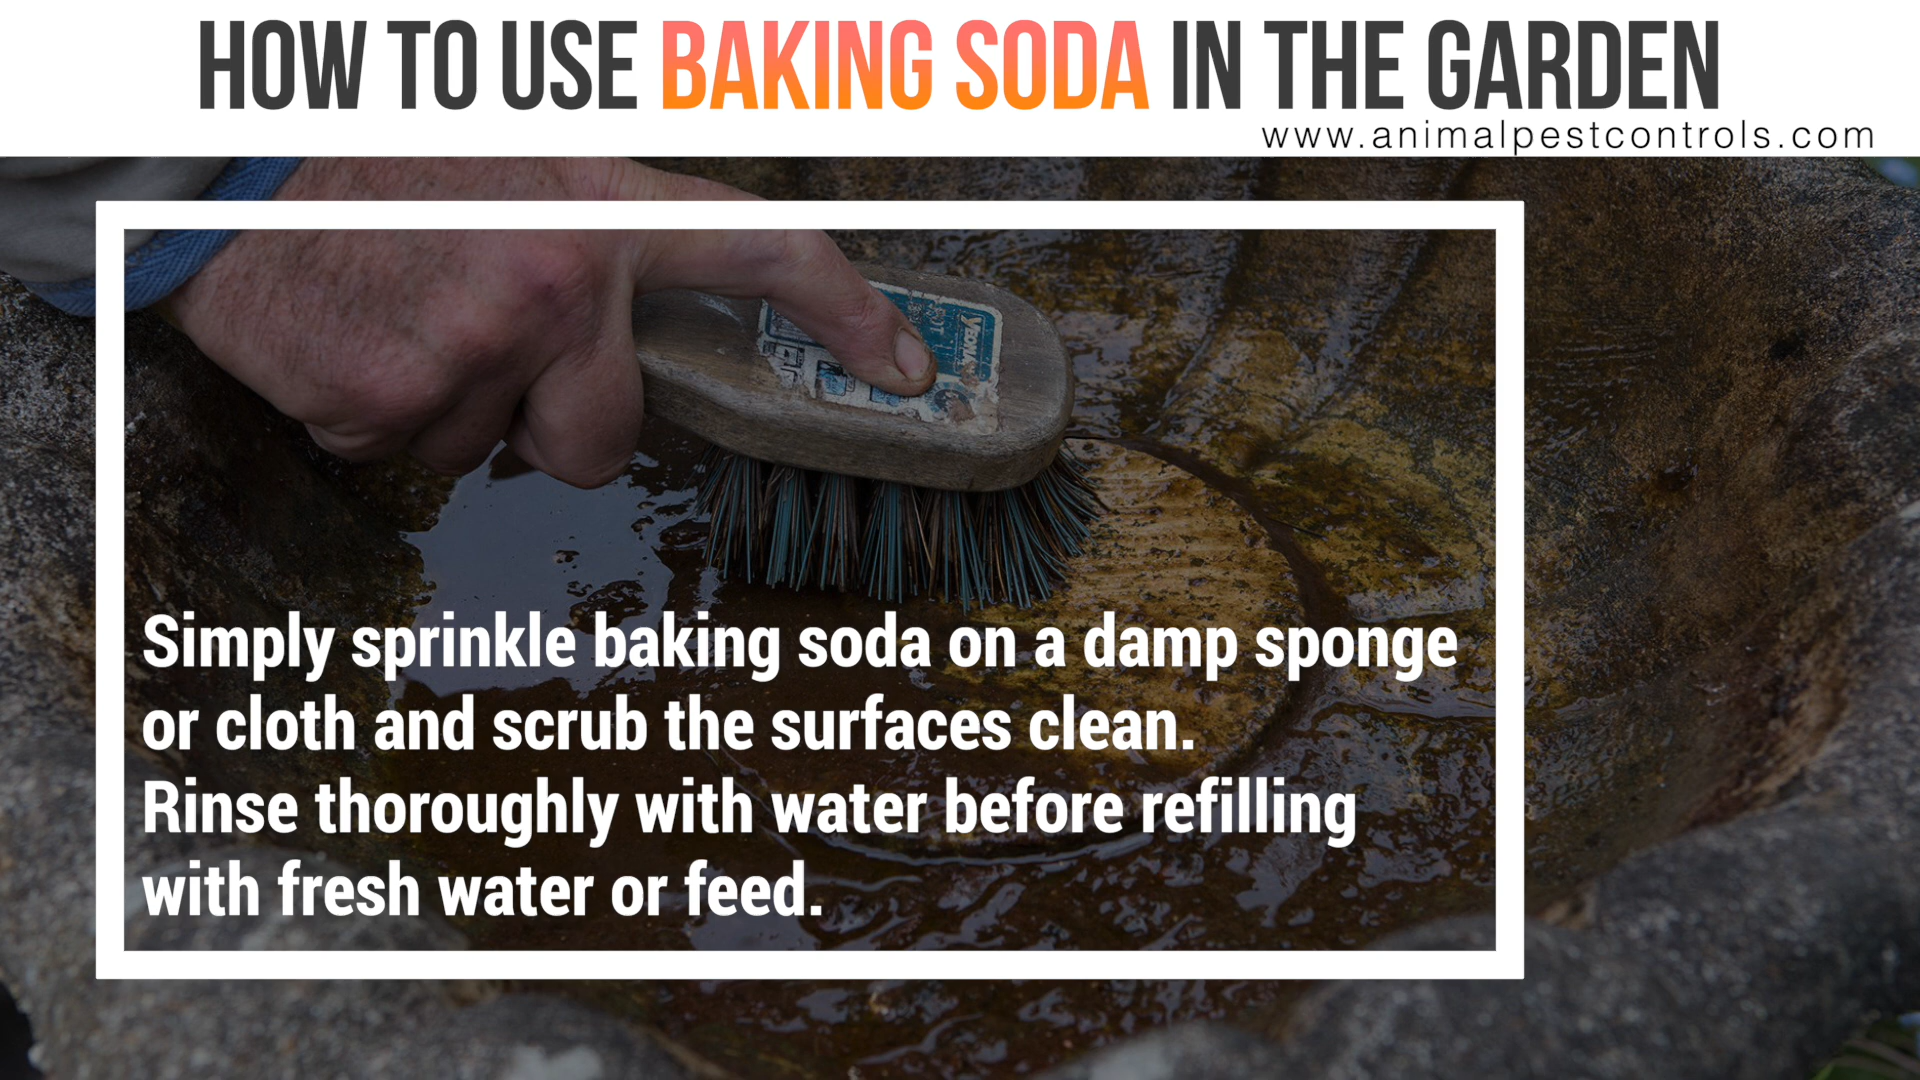 HOW TO USE BAKING SODA IN THE GARDEN
www.animalpestcontrols.com
Simply sprinkle baking soda on a damp sponge
or cloth and scrub the surfaces clean.
Rinse thoroughly with water before refilling
with fresh water or feed.